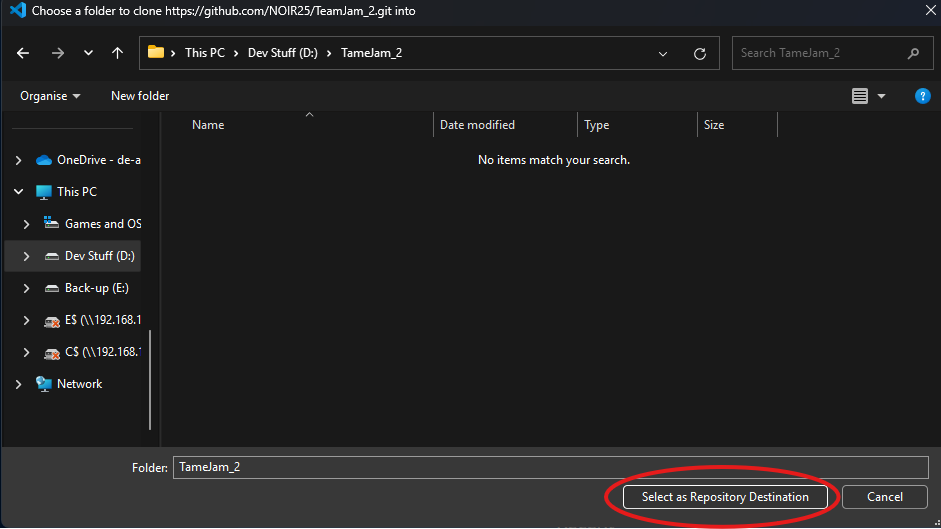 Choose a folder to clone https://github.com/NOIR25/TeamJam_2.git into
This PC > Dev Stuff (D:) > TameJam_2
Search TameJam_2
Organise New folder
Name Date modified Type Size
No items match your search.
OneDrive - de-a
This PC
Games and OS
Dev Stuff (D:)
Back-up (E:)
E$ (\\192.168.1
C$ (\\192.168.1
Network
Folder: TameJam_2
Select as Repository Destination Cancel